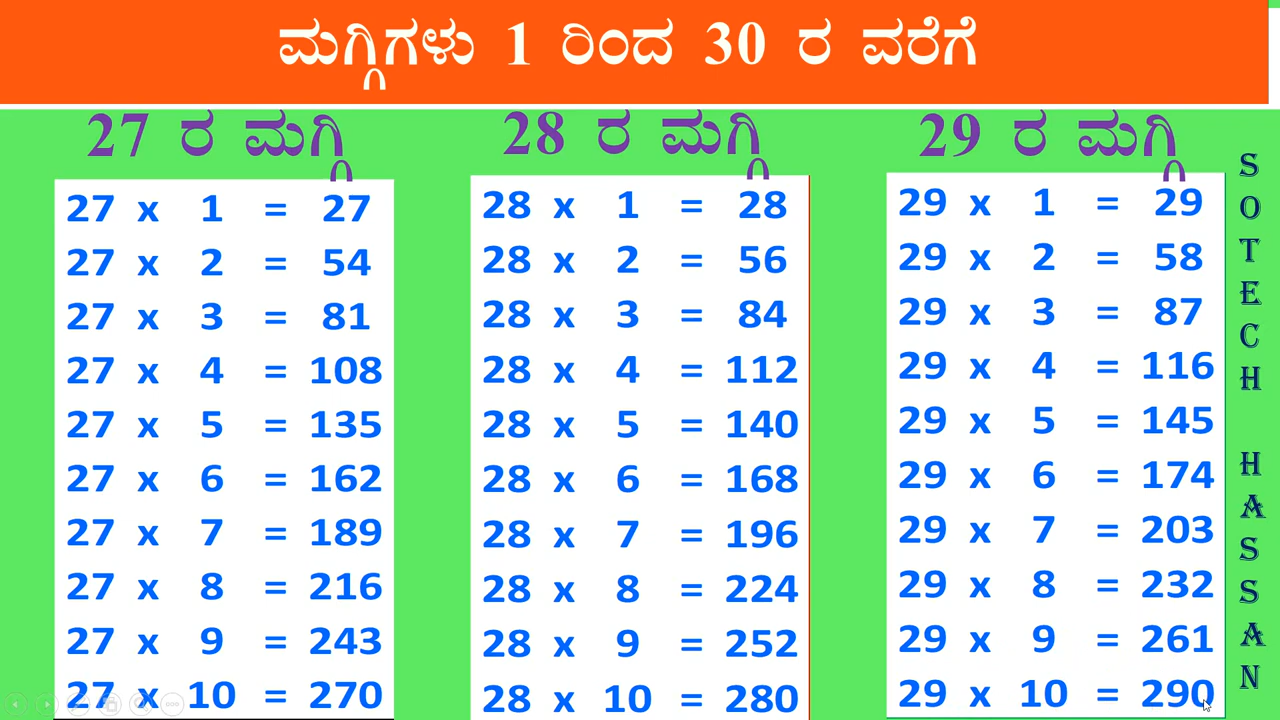 ಮಗ್ಗಿಗಳು 1 ರಿಂದ 30 ರ ವರೆಗೆ
27 ರ ಮಗ್ಗಿ
27 x 1 = 27
27 x 2 = 54
27 x 3 = 81
27 x 4 = 108
27 x 5 = 135
27 x 6 = 162
27 x 7 = 189
27 x 8 = 216
27 x 9 = 243
27 x 10 = 270
28 ರ ಮಗ್ಗಿ
28 x 1 = 28
28 x 2 = 56
28 x 3 = 84
28 x 4 = 112
28 x 5 = 140
28 x 6 = 168
28 x 7 = 196
28 x 8 = 224
28 x 9 = 252
28 x 10 = 280
29 ರ ಮಗ್ಗಿ
29 x 1 = 29
29 x 2 = 58
29 x 3 = 87
29 x 4 = 116
29 x 5 = 145
29 x 6 = 174
29 x 7 = 203
29 x 8 = 232
29 x 9 = 261
29 x 10 = 290
SOTECH HASSAN